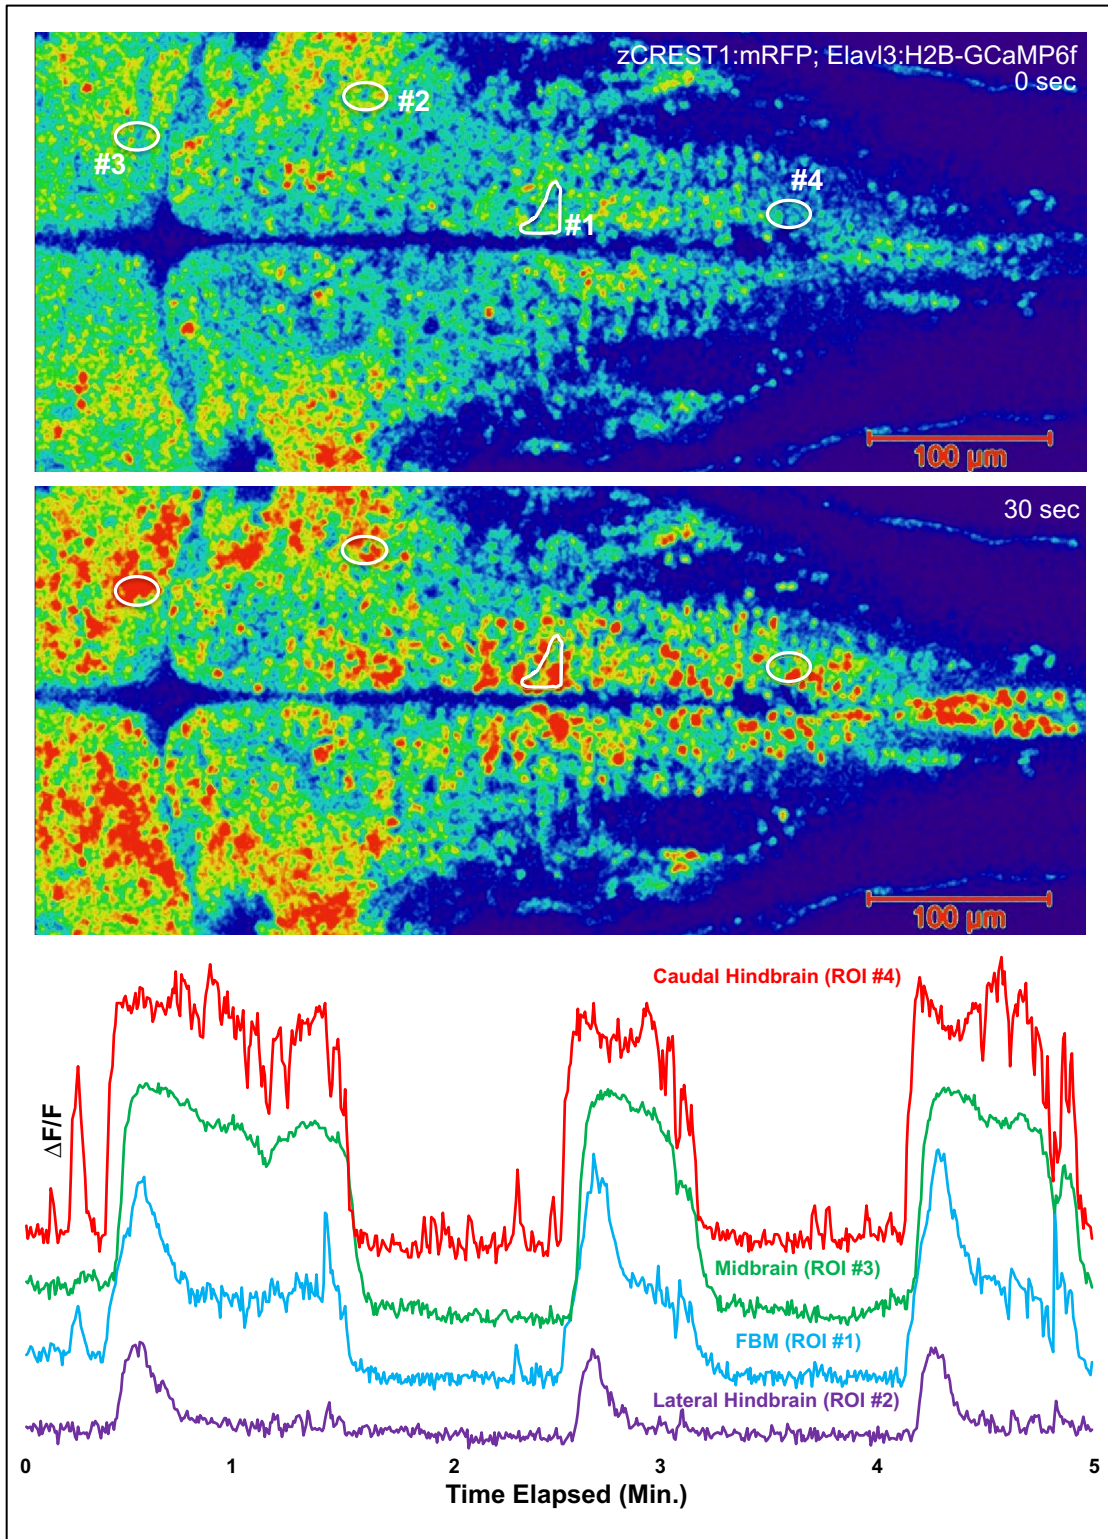 zCREST1:mRFP; Elavl3:H2B-GCaMP6f
0 sec
#2
#3
#4
#1
100 µm
30 sec
100 µm
Caudal Hindbrain (ROI #4)
ΔF/F
Midbrain (ROI #3)
FBM (ROI #1)
Lateral Hindbrain (ROI #2)
0 1 2 3 4 5
Time Elapsed (Min.)